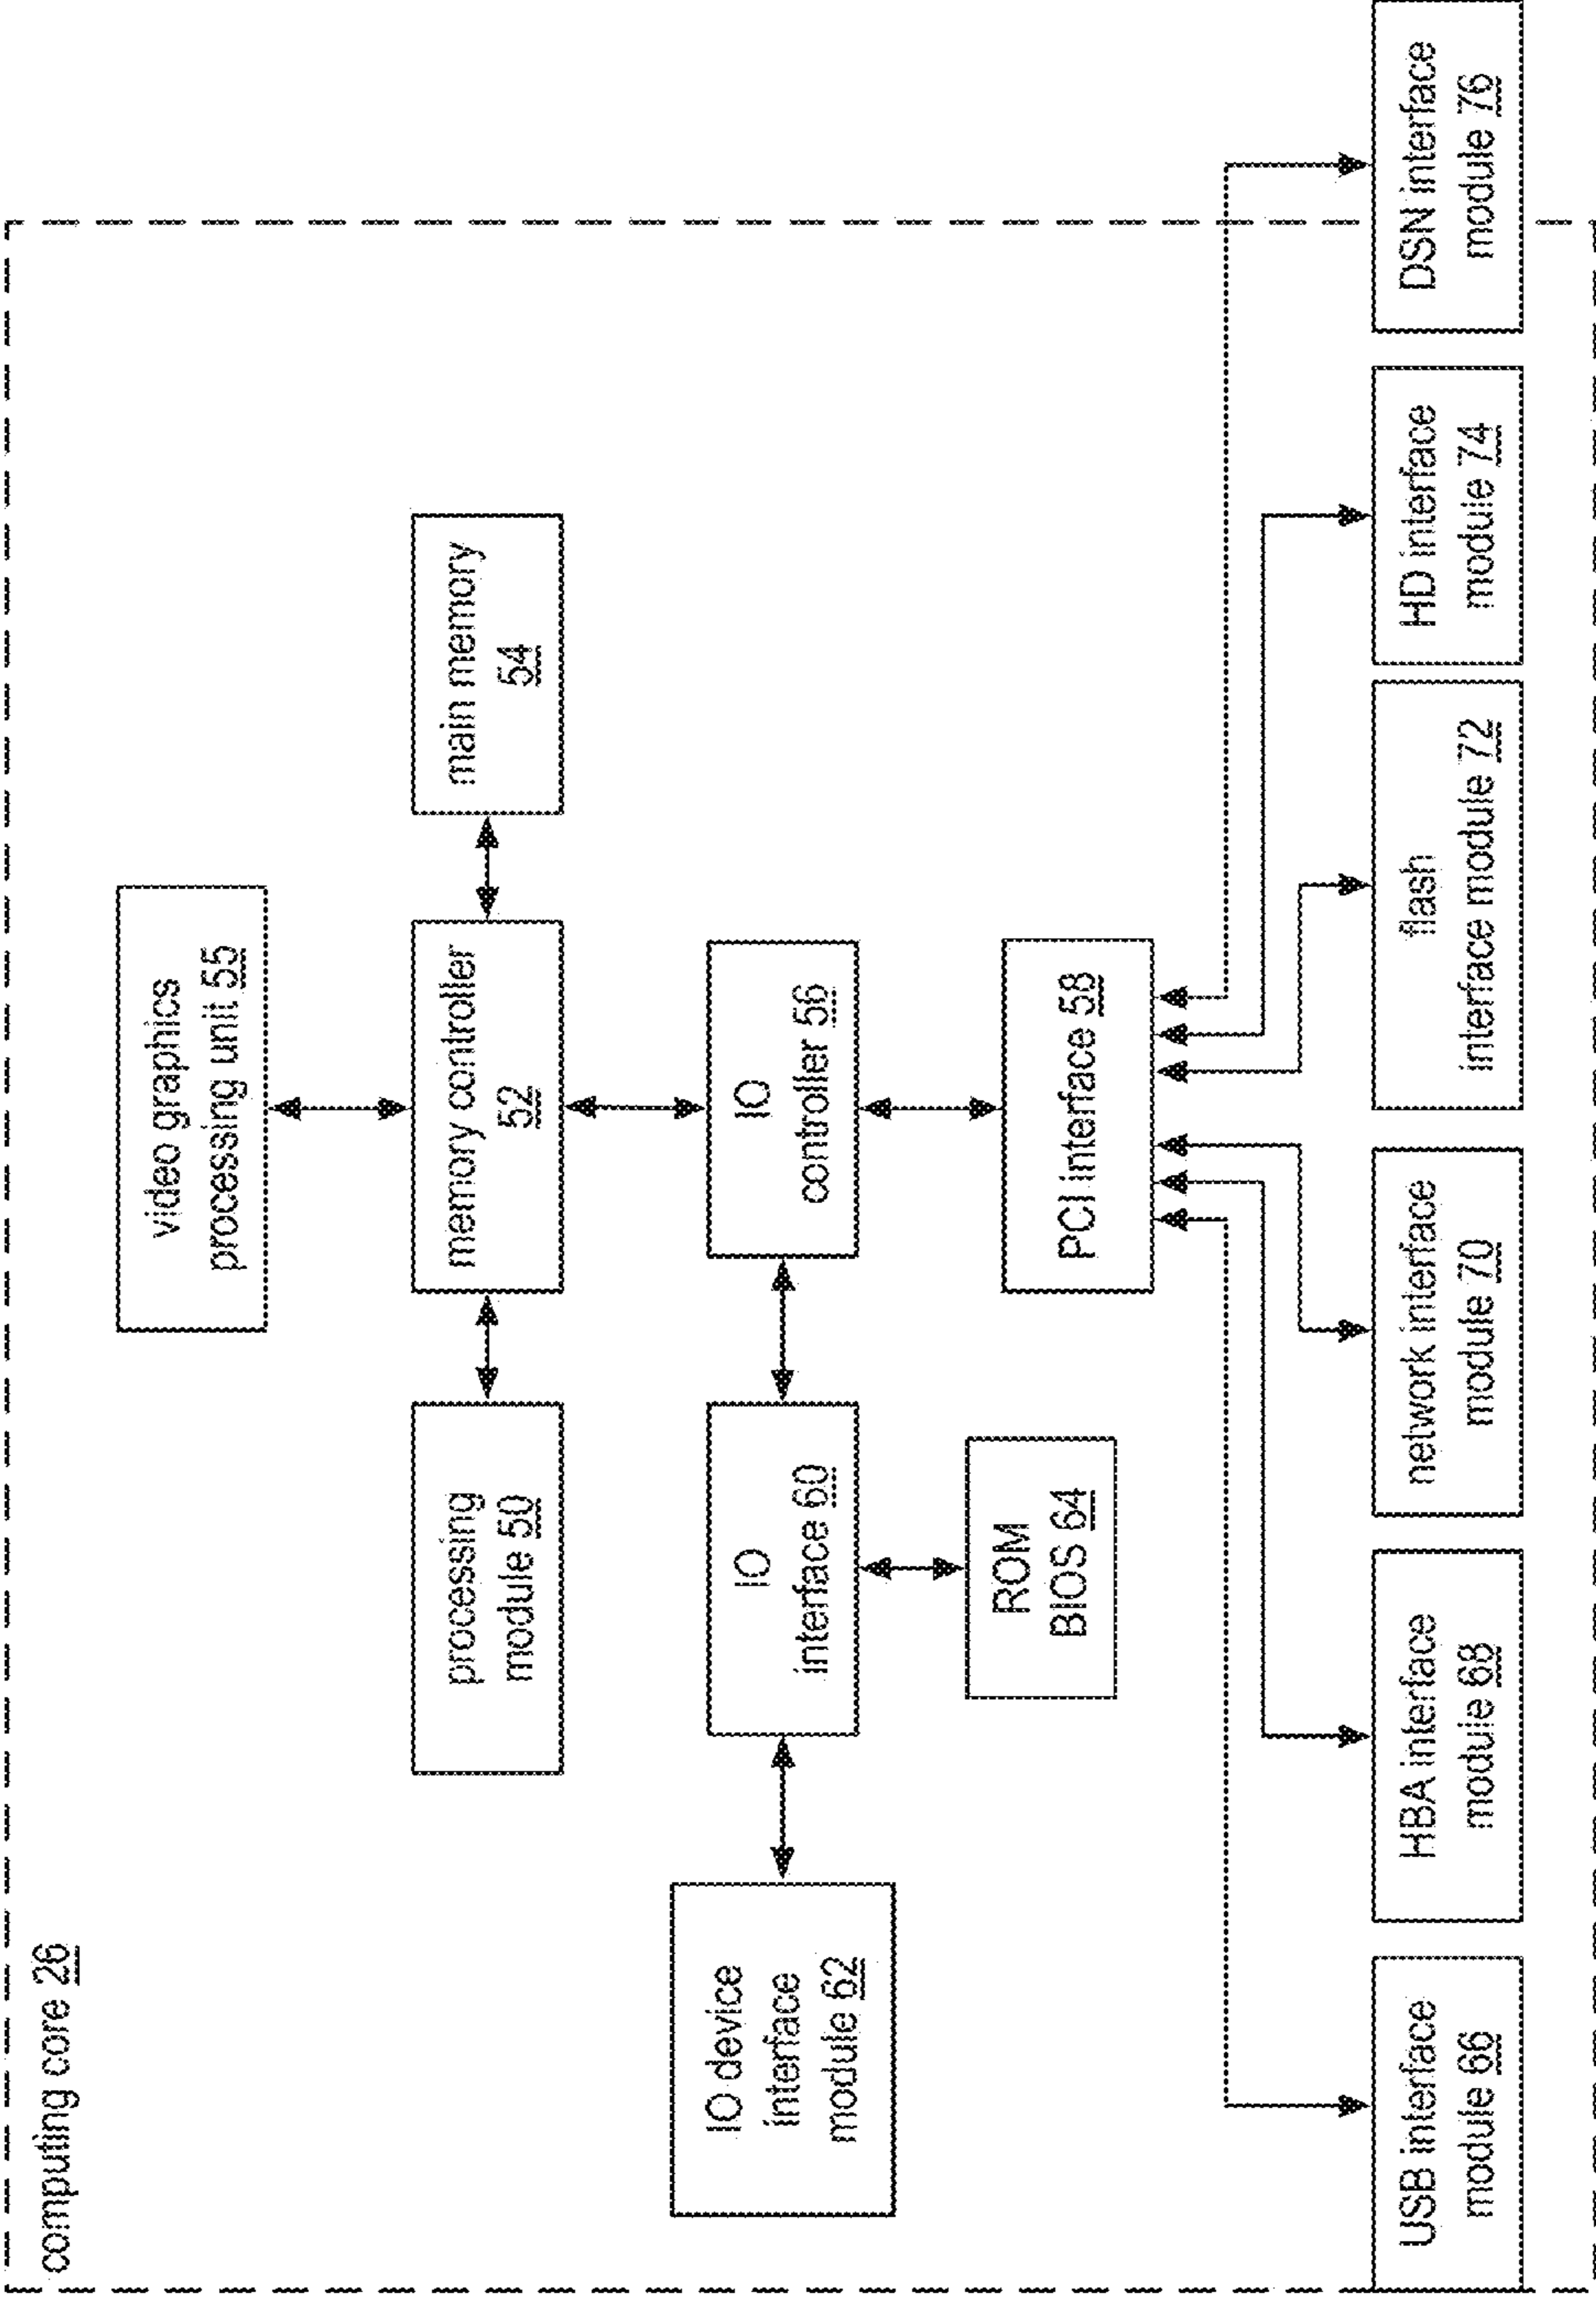 computing core 26
video graphics
processing unit 55
processing
module 50
memory controller
52
main memory
54
IO device
interface
module 62
IO
interface 60
IO
controller 56
ROM
BIOS 64
PCI interface 58
USB interface
module 66
HBA interface
module 68
network interface
module 70
flash
interface module 72
HD interface
module 74
DSN interface
module 76